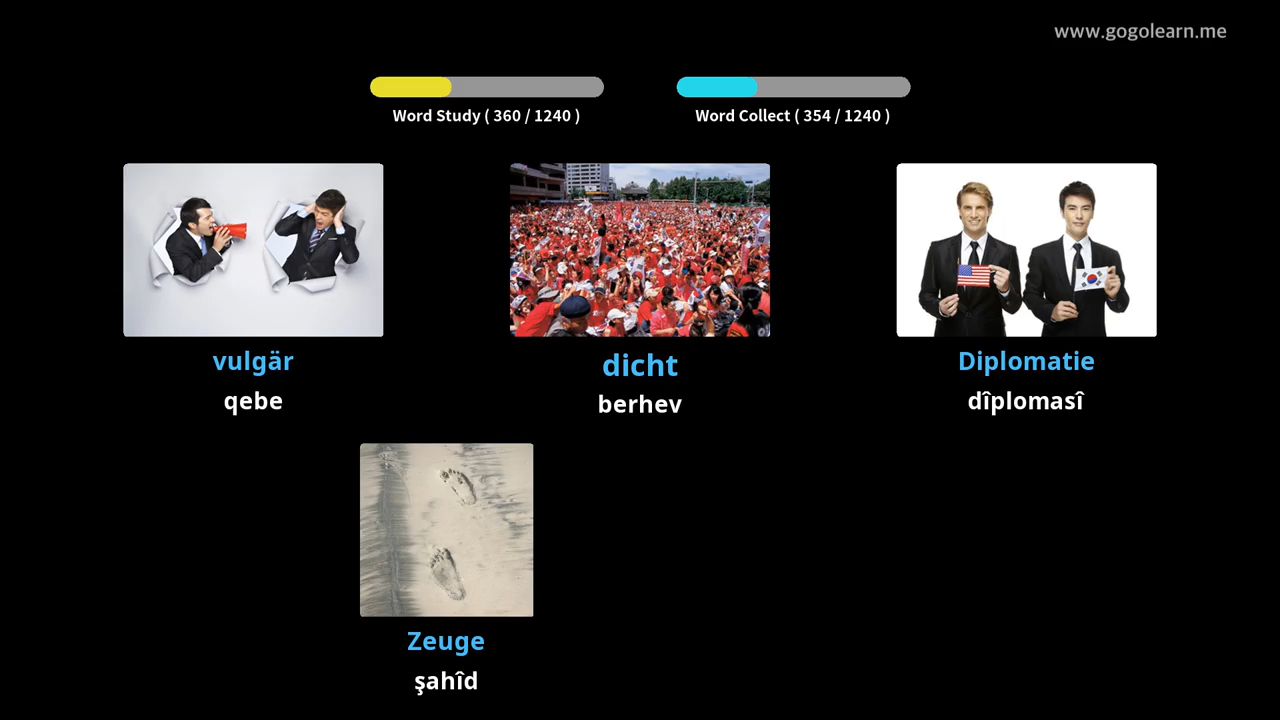 www.gogolearn.me
Word Study ( 360 / 1240 )
Word Collect ( 354 / 1240 )
vulgär
qebe
dicht
berhev
Diplomatie
dîplomasî
Zeuge
şahîd